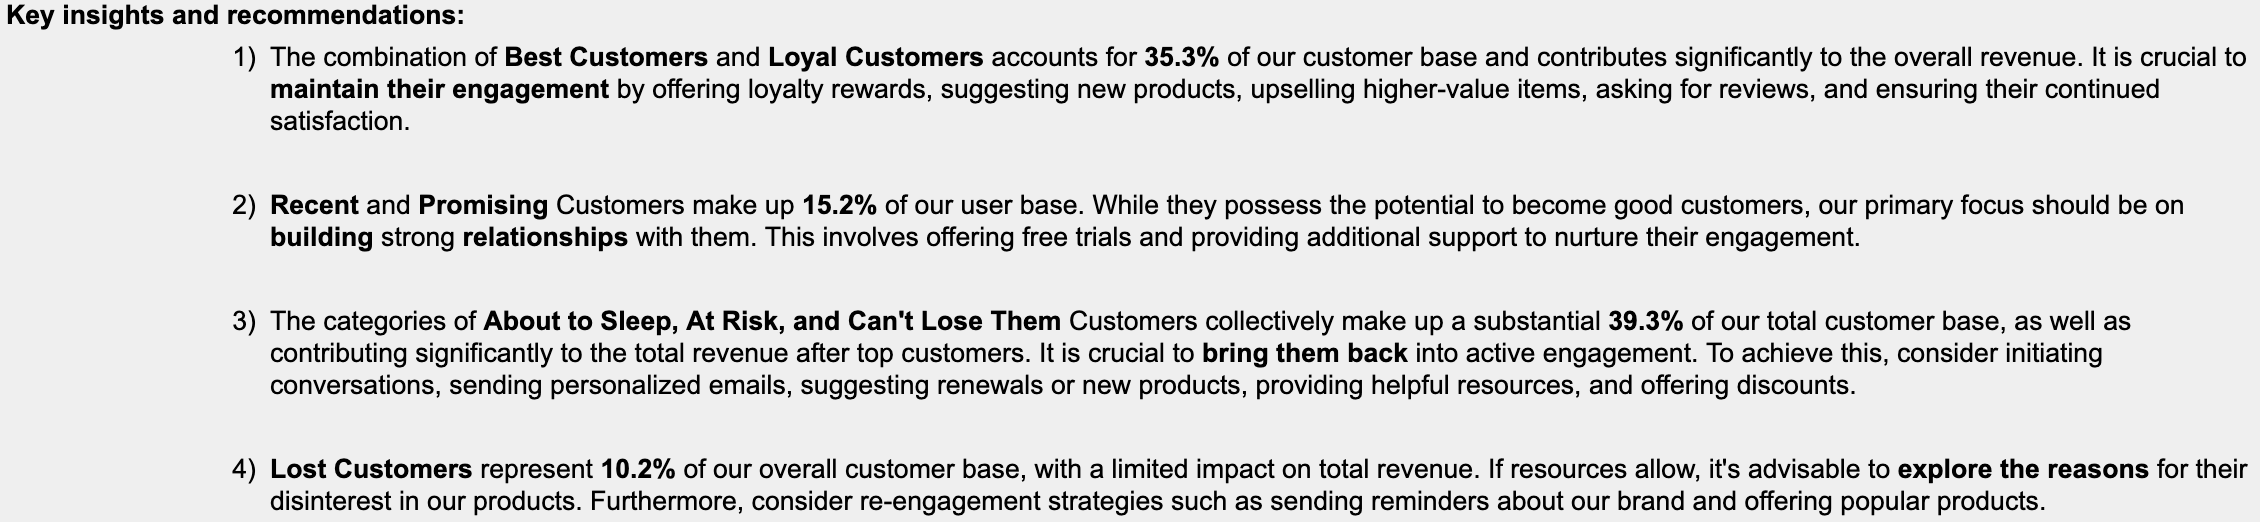 Key insights and recommendations:
1) The combination of Best Customers and Loyal Customers accounts for 35.3% of our customer base and contributes significantly to the overall revenue. It is crucial to
maintain their engagement by offering loyalty rewards, suggesting new products, upselling higher-value items, asking for reviews, and ensuring their continued
satisfaction.
2) Recent and Promising Customers make up 15.2% of our user base. While they possess the potential to become good customers, our primary focus should be on
building strong relationships with them. This involves offering free trials and providing additional support to nurture their engagement.
3) The categories of About to Sleep, At Risk, and Can't Lose Them Customers collectively make up a substantial 39.3% of our total customer base, as well as
contributing significantly to the total revenue after top customers. It is crucial to bring them back into active engagement. To achieve this, consider initiating
conversations, sending personalized emails, suggesting renewals or new products, providing helpful resources, and offering discounts.
4) Lost Customers represent 10.2% of our overall customer base, with a limited impact on total revenue. If resources allow, it's advisable to explore the reasons for their
disinterest in our products. Furthermore, consider re-engagement strategies such as sending reminders about our brand and offering popular products.